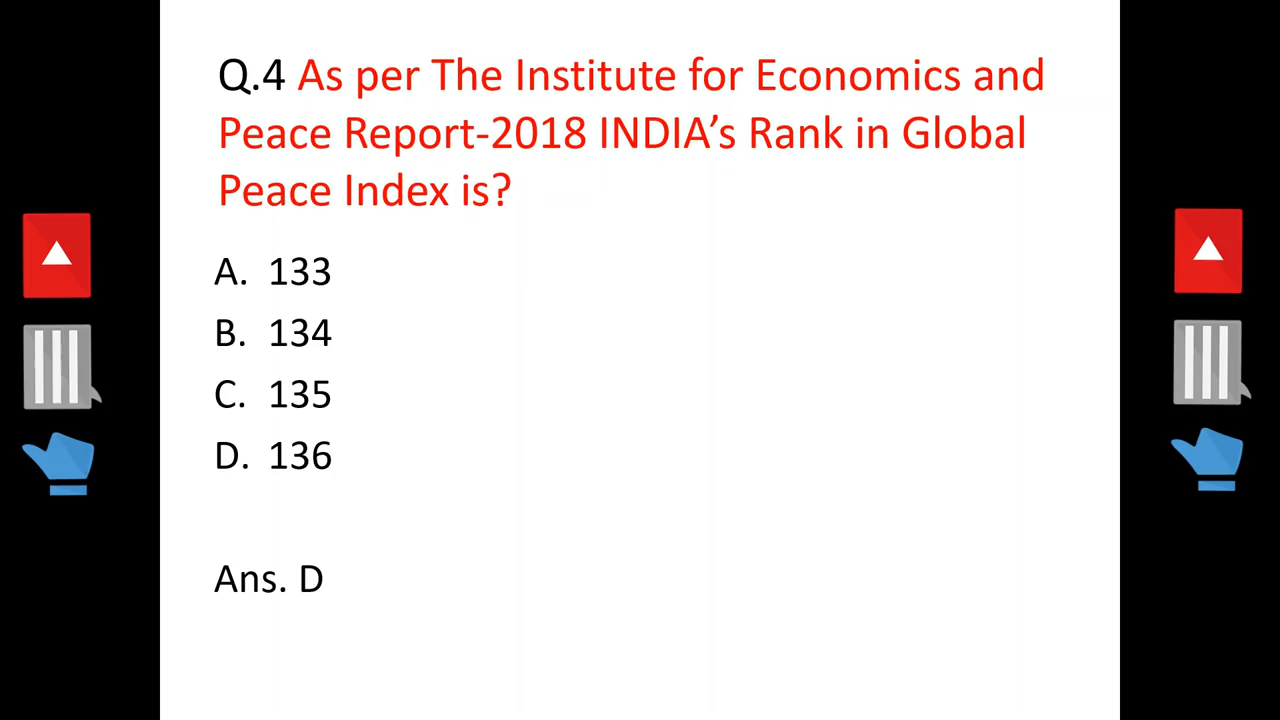 Q.4 As per The Institute for Economics and
Peace Report-2018 INDIA’s Rank in Global
Peace Index is?
A. 133
B. 134
C. 135
D. 136
Ans. D